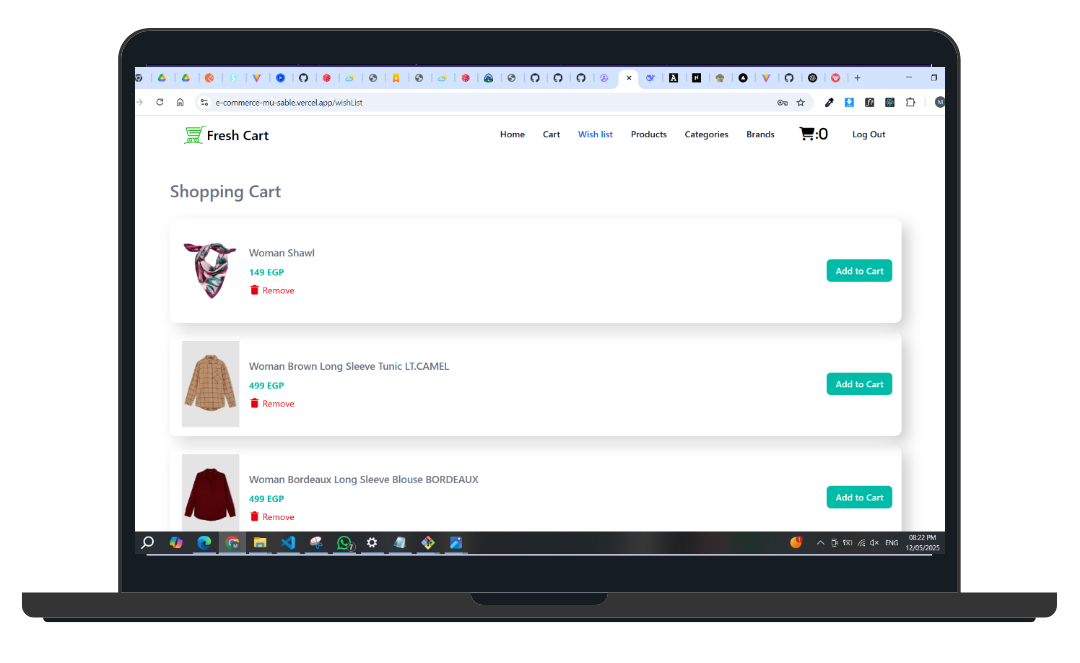 e-commerce-mu-sable.vercel.app/wishList
M
Fresh Cart
Home Cart Wish list Products Categories Brands :0 Log Out
Shopping Cart
Woman Shawl
149 EGP
Remove
Add to Cart
Woman Brown Long Sleeve Tunic LT.CAMEL
499 EGP
Remove
Add to Cart
Woman Bordeaux Long Sleeve Blouse BORDEAUX
499 EGP
Remove
Add to Cart
ENG
08:22 PM
12/05/2025